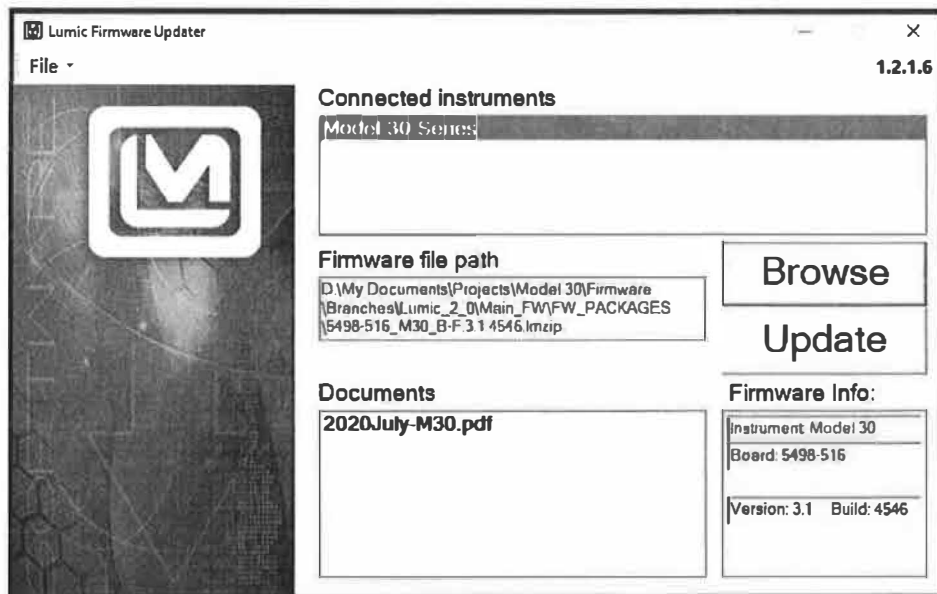 Lumic Firmware Updater
File
1.2.1.6
Connected instruments
Model 30 Series
Firmware file path
D:\My Documents\Projects\Model 30\Firmware
\Branches\Lumic_2_0\Main_FW\FW_PACKAGES
\5498-516_M30_B-F.3.1.4546.lmzip
Browse
Update
Documents
2020July-M30.pdf
Firmware Info:
Instrument: Model 30
Board: 5498-516
Version: 3.1 Build: 4546